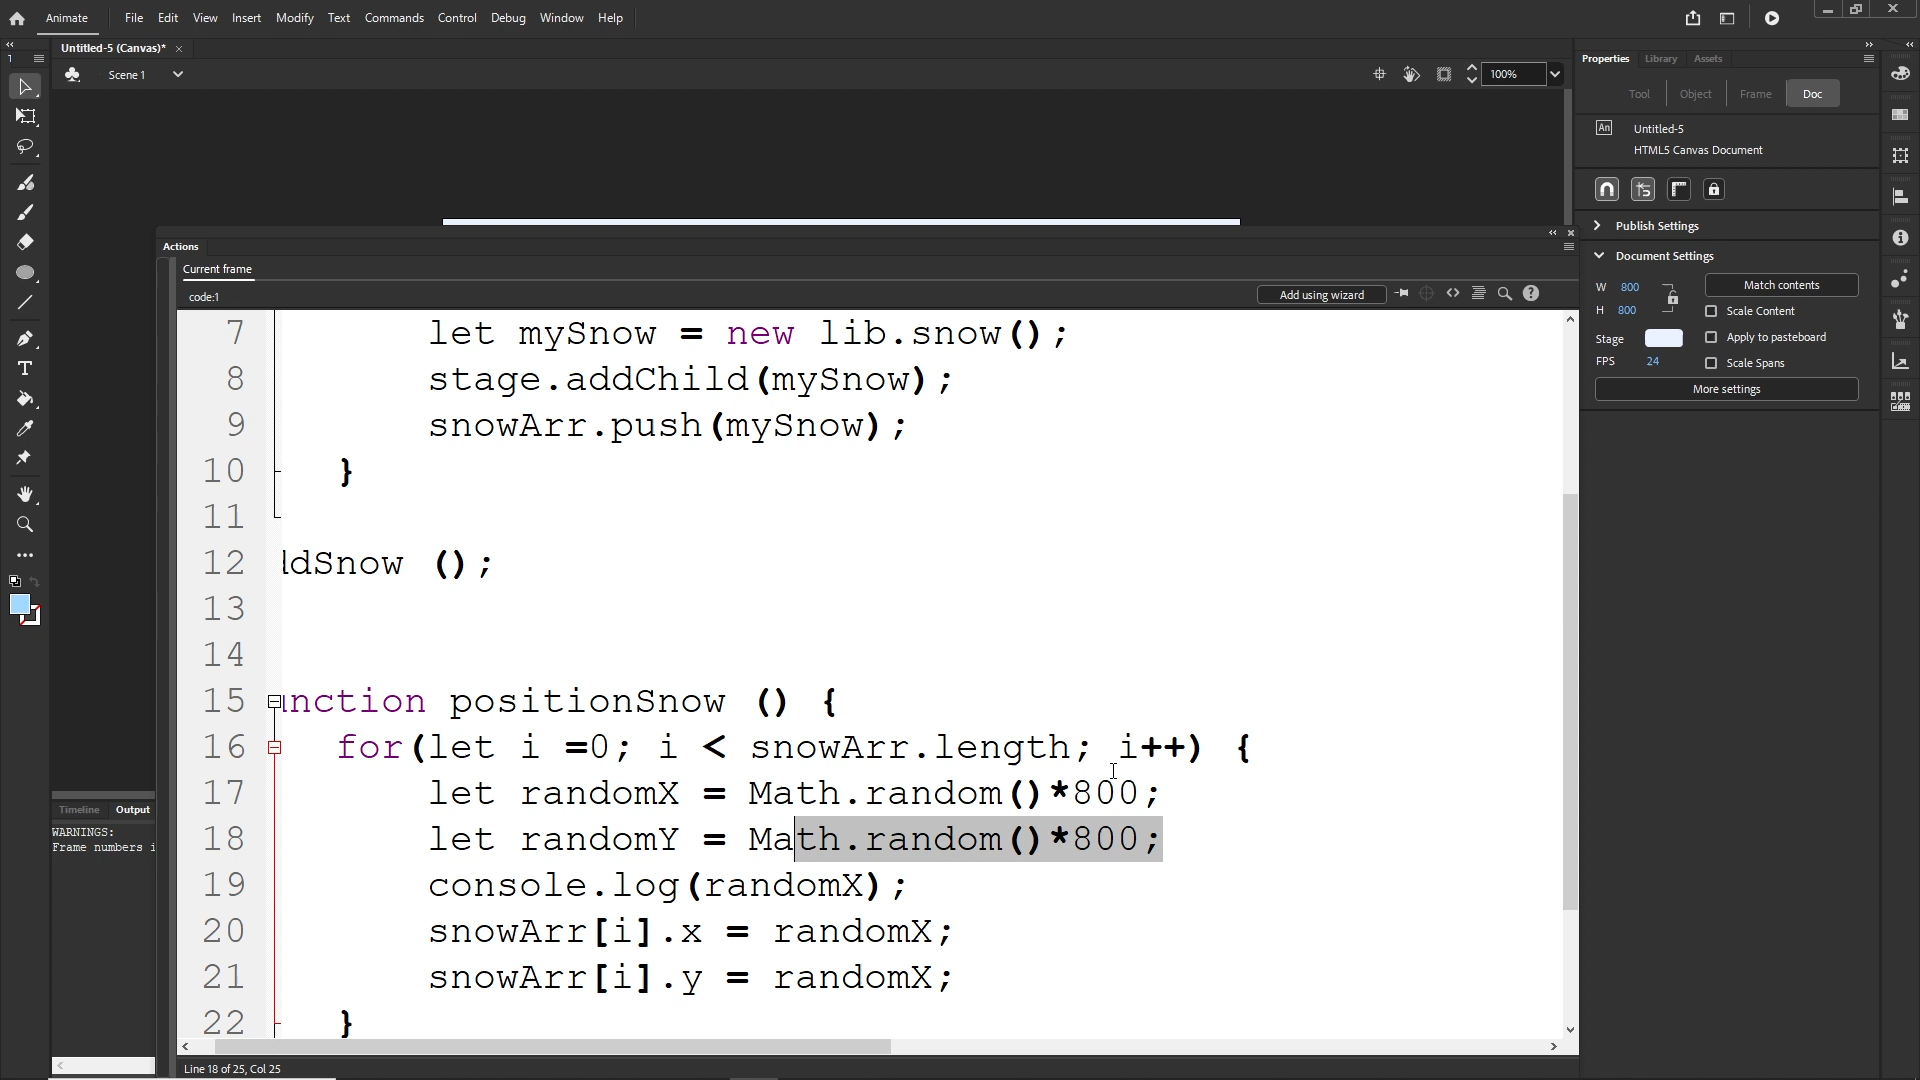 Animate File Edit View Insert Modify Text Commands Control Debug Window Help
Untitled-5 (Canvas)*
Scene 1
100%
Properties Library Assets
Tool Object Frame Doc
An Untitled-5
HTML5 Canvas Document
Publish Settings
Document Settings
W 800
H 800
Match contents
Scale Content
Stage
Apply to pasteboard
FPS 24
Scale Spans
More settings
Actions
Current frame
code:1
Add using wizard
7 let mySnow = new lib.snow();
8 stage.addChild(mySnow);
9 snowArr.push(mySnow);
10 }
11
12 ddSnow ();
13
14
15 unction positionSnow () {
16 for(let i =0; i < snowArr.length; i++) {
17 let randomX = Math.random()*800;
18 let randomY = Math.random()*800;
19 console.log(randomX);
20 snowArr[i].x = randomX;
21 snowArr[i].y = randomX;
22 }
Line 18 of 25, Col 25
Timeline Output
WARNINGS:
Frame numbers i